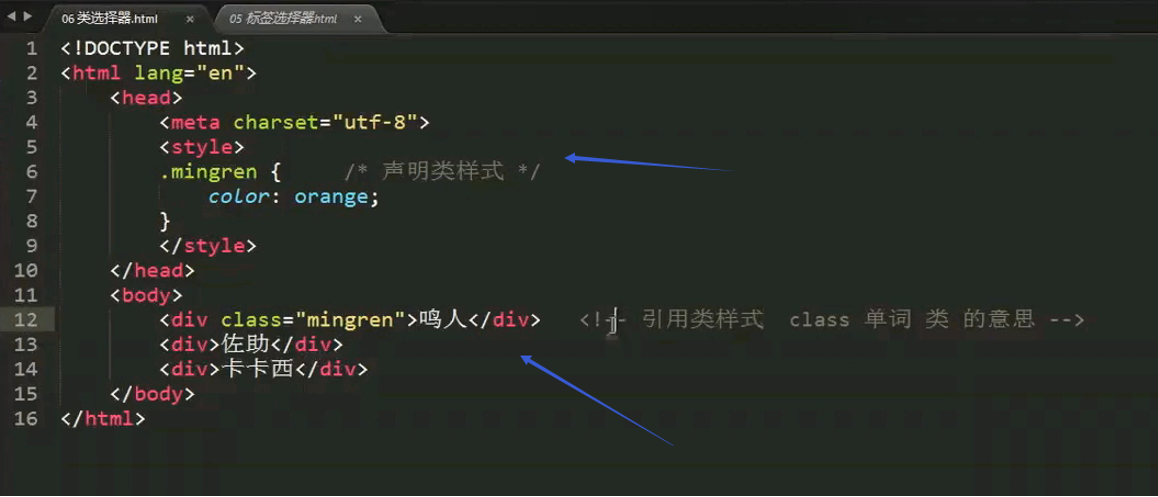 06 类选择器.html × 05 标签选择器.html ×
1 <!DOCTYPE html>
2 <html lang="en">
3 <head>
4 <meta charset="utf-8">
5 <style>
6 .mingren { /* 声明类样式 */
7 color: orange;
8 }
9 </style>
10 </head>
11 <body>
12 <div class="mingren">鸣人</div> <!-- 引用类样式 class 单词 类 的意思 -->
13 <div>佐助</div>
14 <div>卡卡西</div>
15 </body>
16 </html>